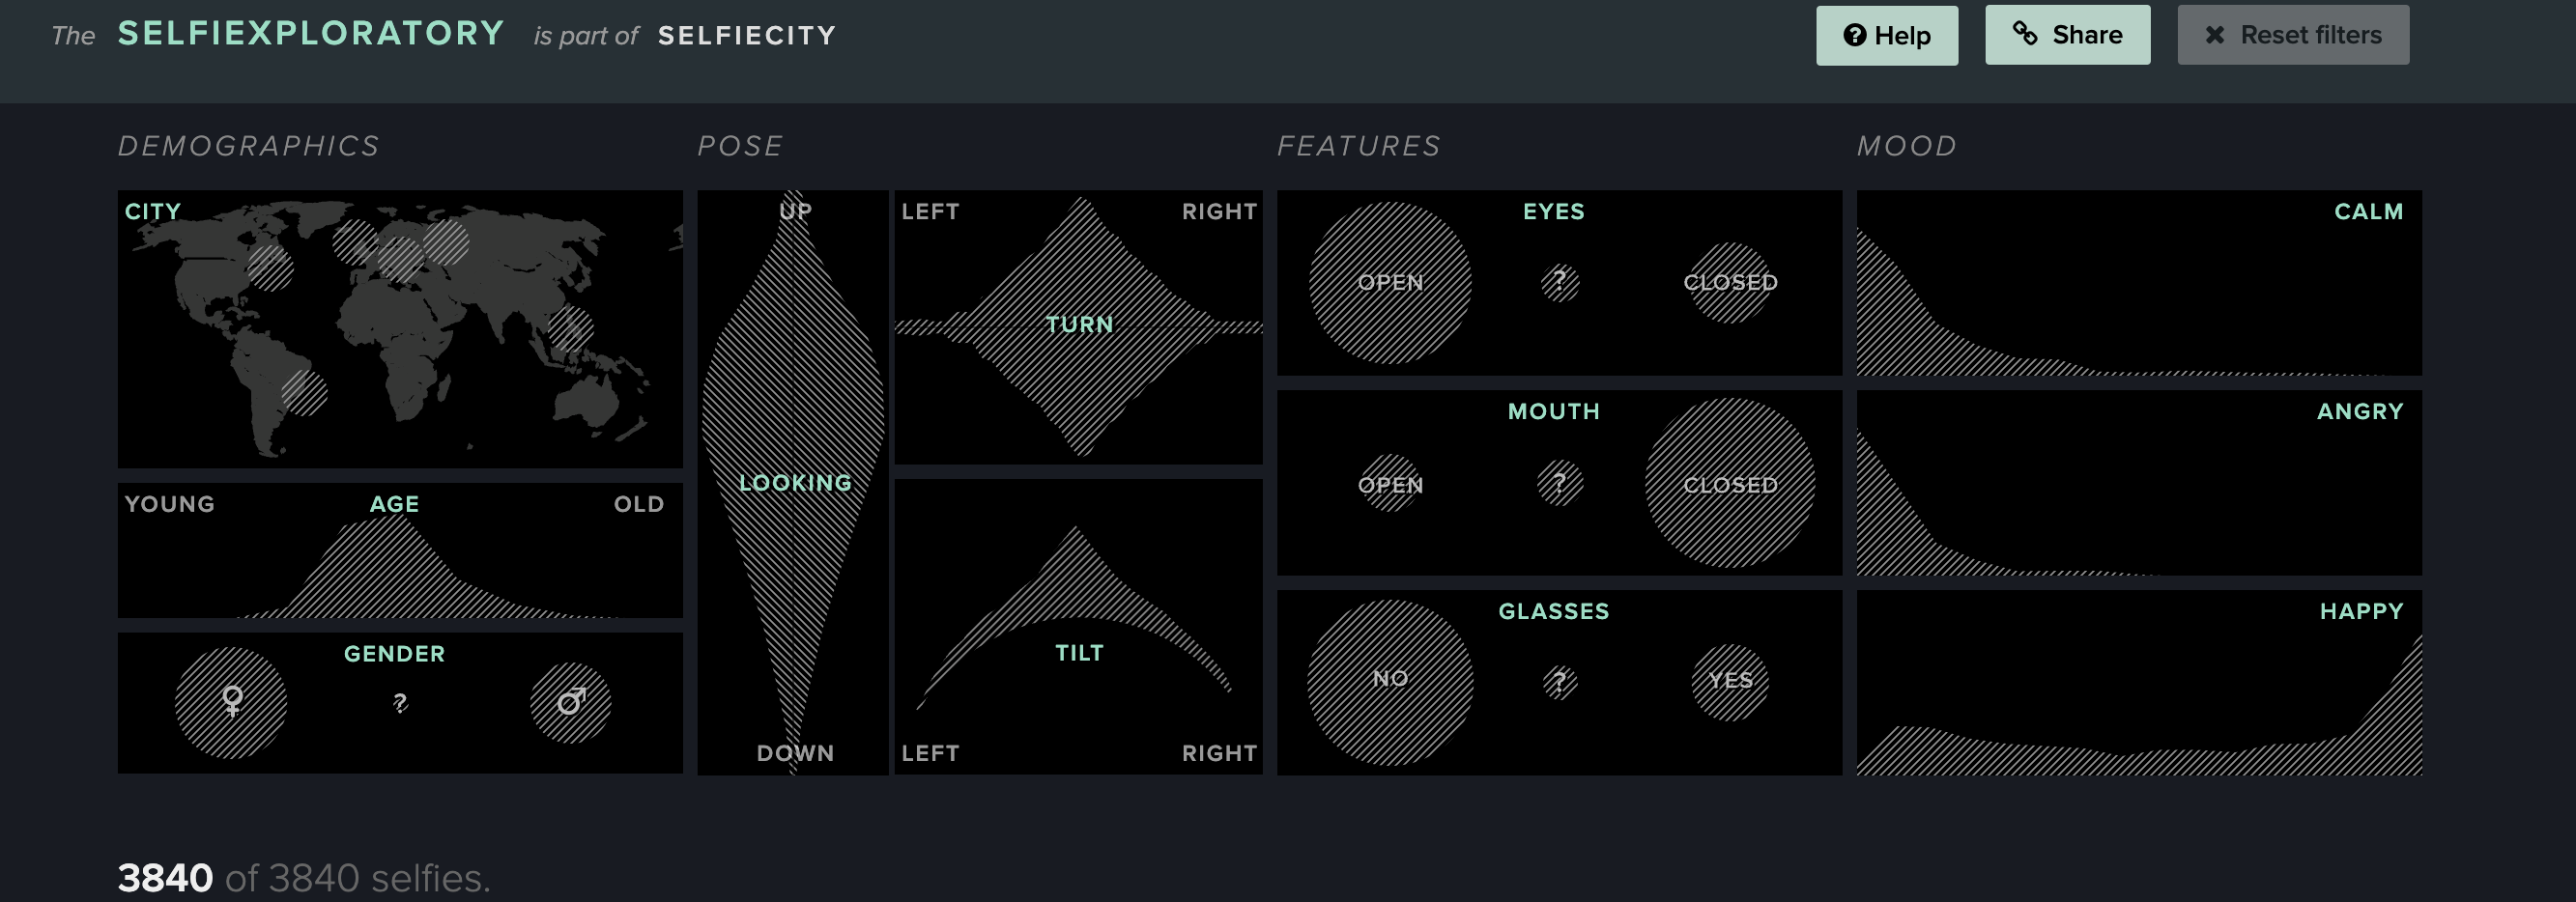 The SELFIEXPLORATORY is part of SELFIECITY
Help
Share
Reset filters
DEMOGRAPHICS
CITY
YOUNG AGE OLD
GENDER
♀ ? ♂
POSE
UP
LOOKING
DOWN
LEFT RIGHT
TURN
TILT
LEFT RIGHT
FEATURES
EYES
OPEN ? CLOSED
MOUTH
OPEN ? CLOSED
GLASSES
NO ? YES
MOOD
CALM
ANGRY
HAPPY
3840 of 3840 selfies.